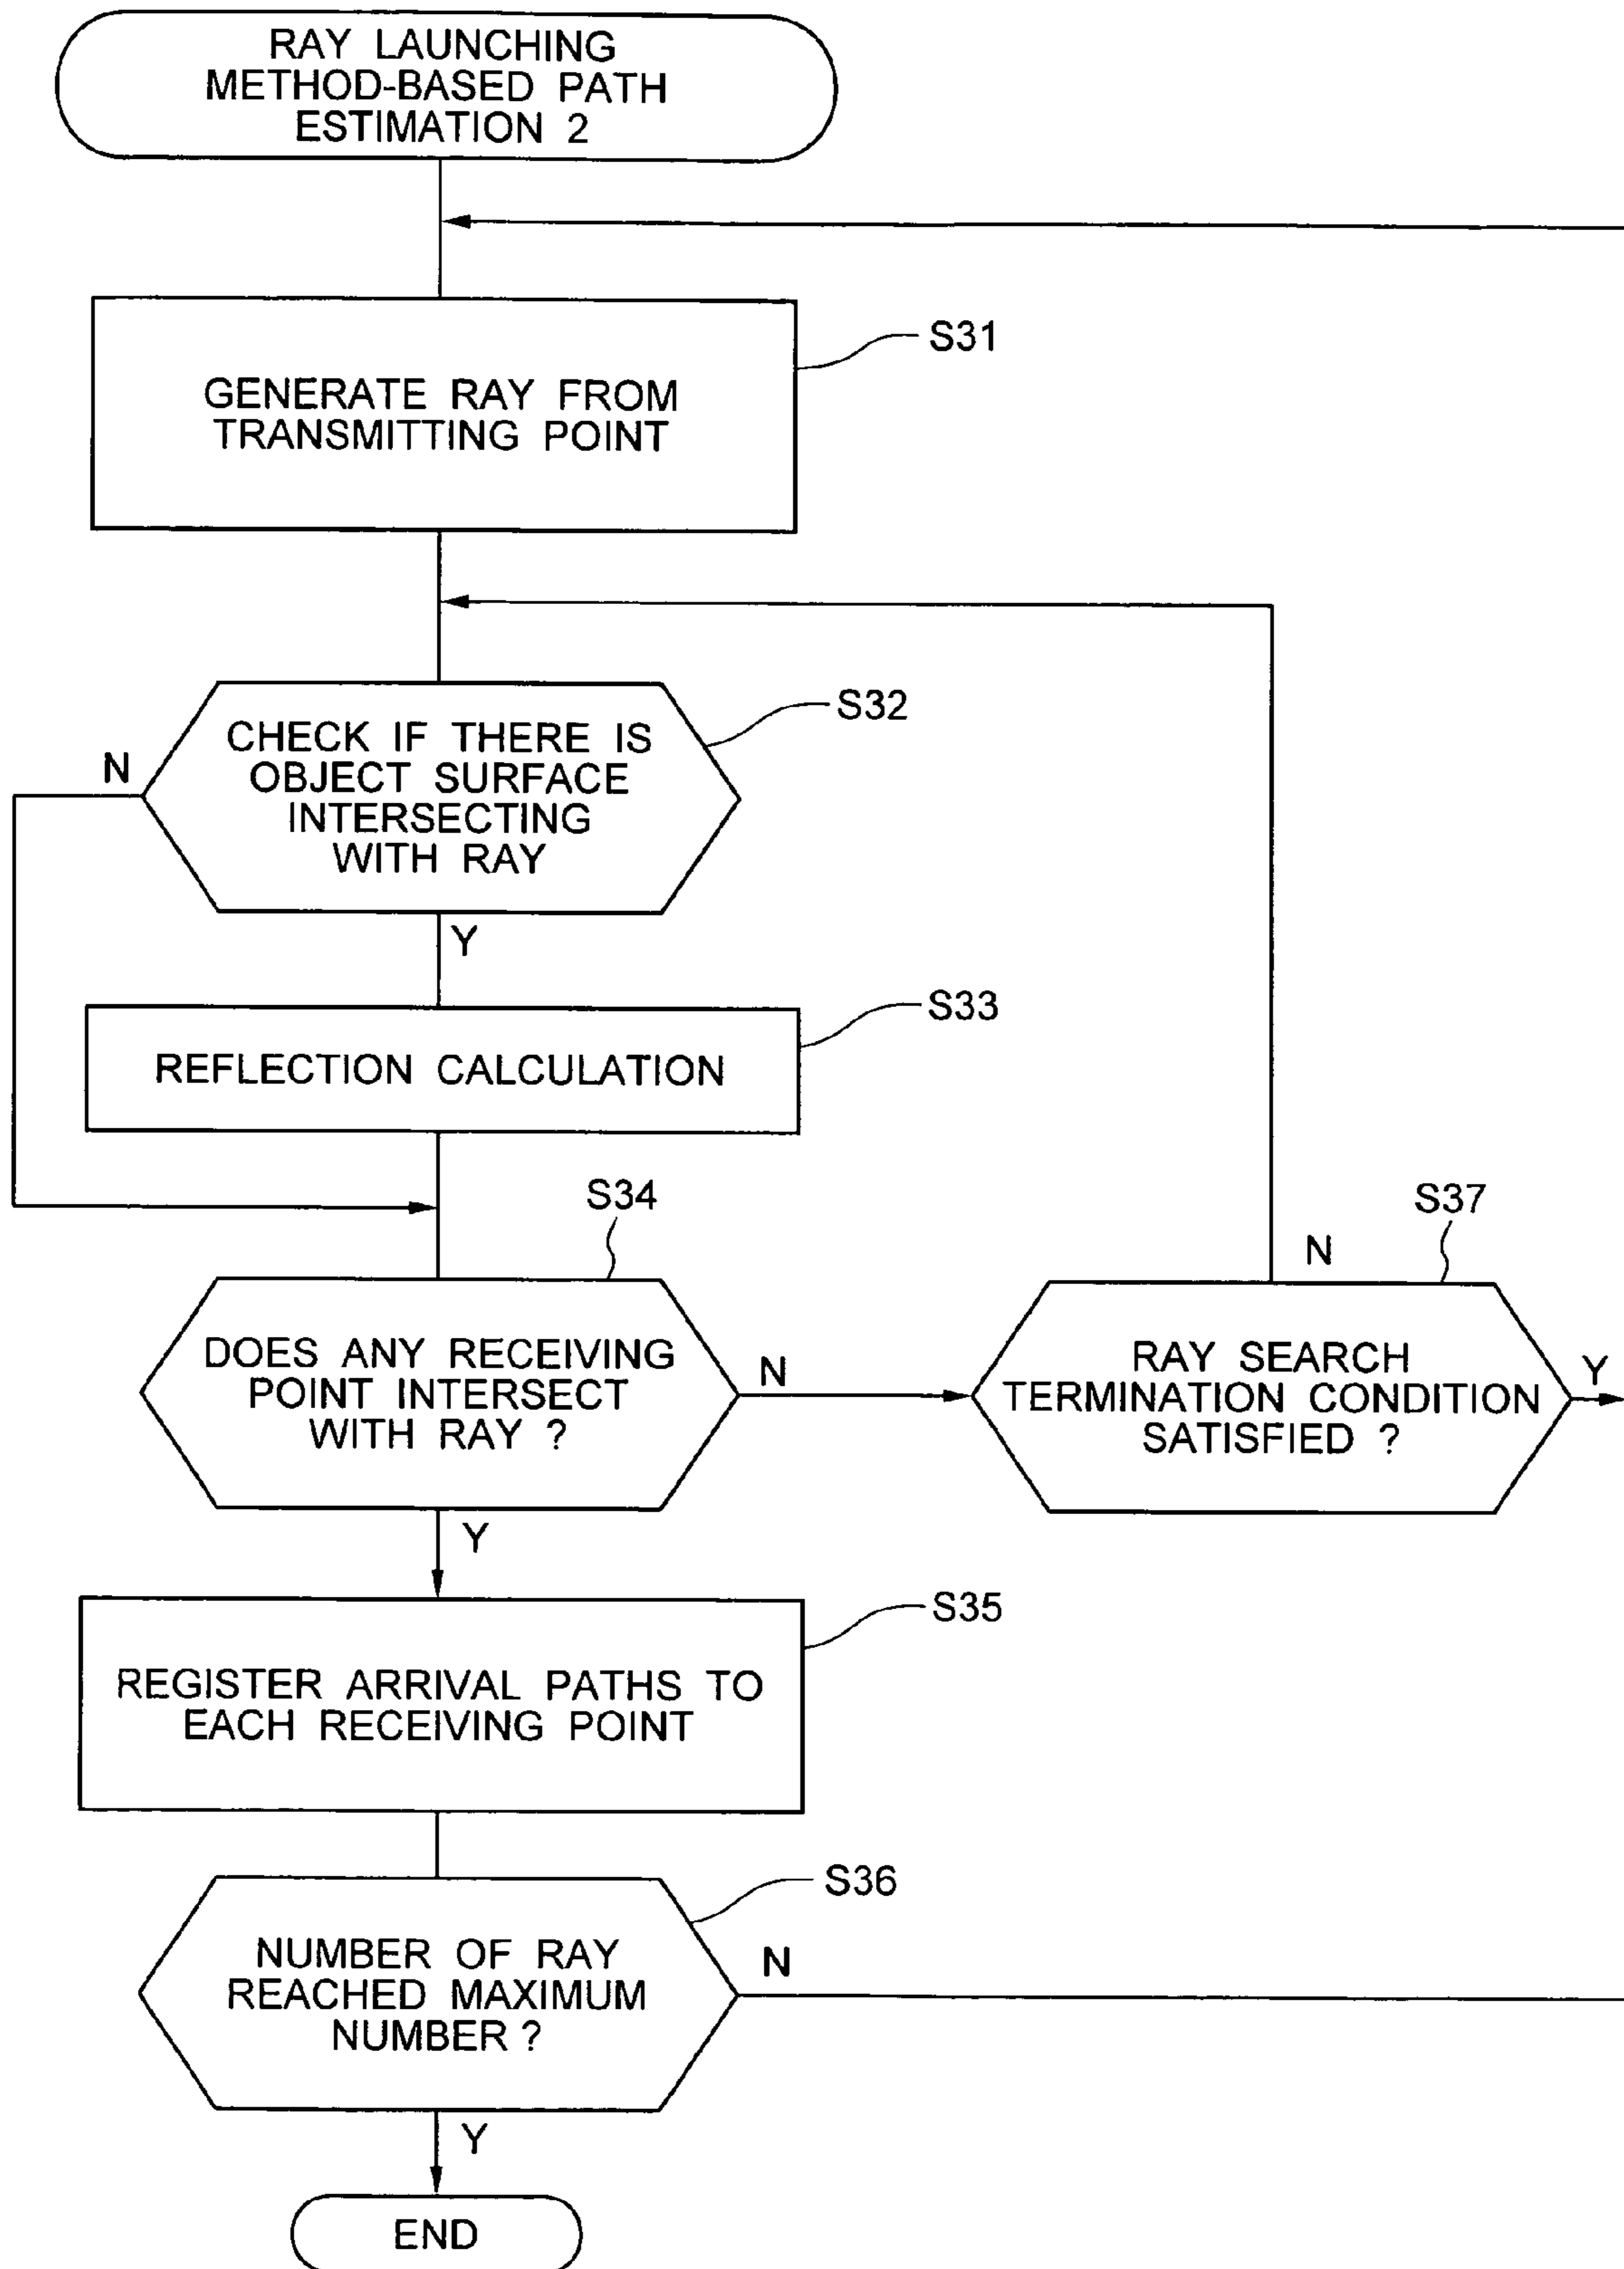 RAY LAUNCHING
METHOD-BASED PATH
ESTIMATION 2
S31
GENERATE RAY FROM
TRANSMITTING POINT
S32
CHECK IF THERE IS
OBJECT SURFACE
INTERSECTING
WITH RAY
N
Y
S33
REFLECTION CALCULATION
S34
DOES ANY RECEIVING
POINT INTERSECT
WITH RAY ?
N
Y
S37
N
RAY SEARCH
TERMINATION CONDITION
SATISFIED ?
Y
S35
REGISTER ARRIVAL PATHS TO
EACH RECEIVING POINT
S36
NUMBER OF RAY
REACHED MAXIMUM
NUMBER ?
N
Y
END